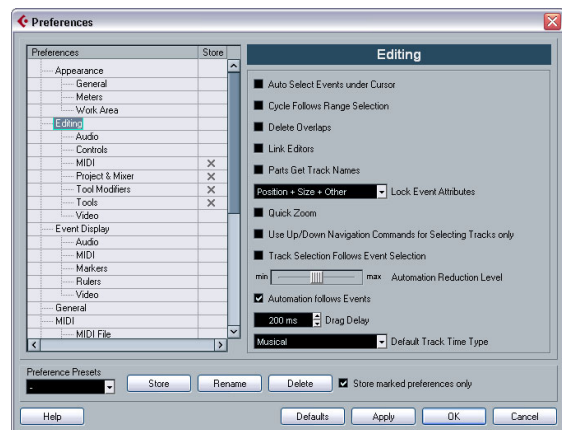 Preferences
Preferences Store
Appearance
General
Meters
Work Area
Editing
Audio
Controls
MIDI
Project & Mixer
Tool Modifiers
Tools
Video
Event Display
Audio
MIDI
Markers
Rulers
Video
General
MIDI
MIDI File
Editing
Auto Select Events under Cursor
Cycle Follows Range Selection
Delete Overlaps
Link Editors
Parts Get Track Names
Position + Size + Other Lock Event Attributes
Quick Zoom
Use Up/Down Navigation Commands for Selecting Tracks only
Track Selection Follows Event Selection
min max Automation Reduction Level
Automation follows Events
200 ms Drag Delay
Musical Default Track Time Type
Preference Presets
- Store Rename Delete Store marked preferences only
Help Defaults Apply OK Cancel